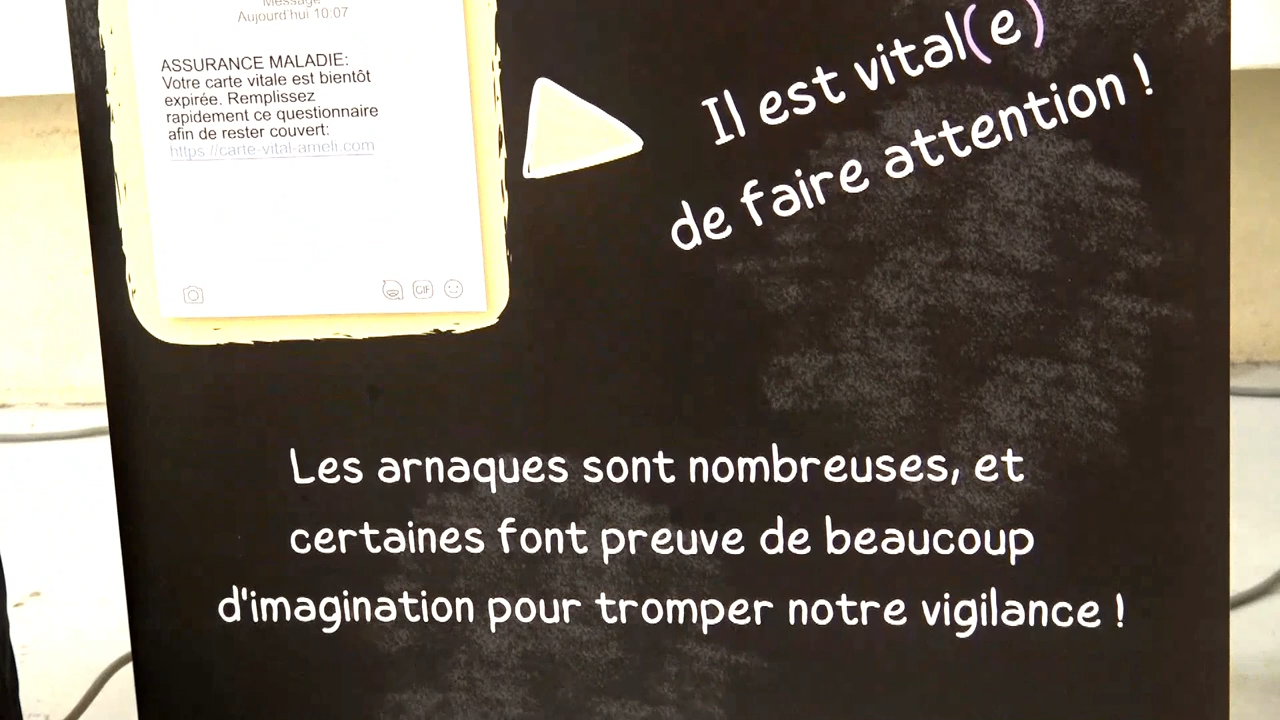 Message
Aujourd'hui 10:07
ASSURANCE MALADIE:
Votre carte vitale est bientôt
expirée. Remplissez
rapidement ce questionnaire
afin de rester couvert:
https://carte-vital-ameli.com
GIF
Il est vital(e)
de faire attention !
Les arnaques sont nombreuses, et
certaines font preuve de beaucoup
d'imagination pour tromper notre vigilance !